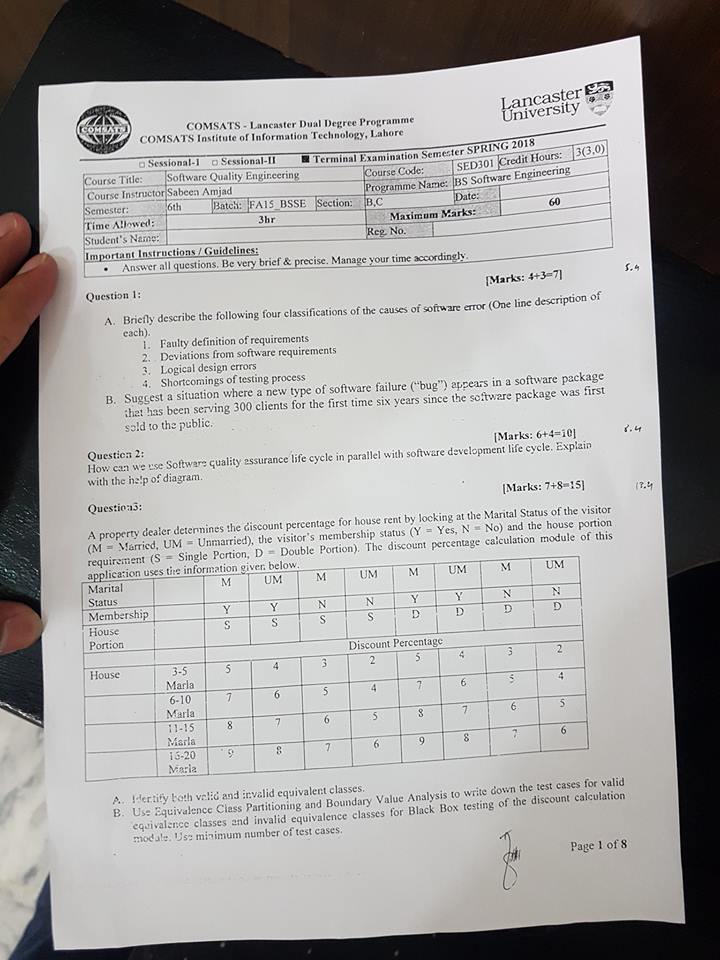 COMSATS
COMSATS - Lancaster Dual Degree Programme
COMSATS Institute of Information Technology, Lahore
Lancaster
University
□ Sessional-I □ Sessional-II ■ Terminal Examination Semester SPRING 2018
Course Title: Software Quality Engineering Course Code: SED301 Credit Hours: 3(3,0)
Course Instructor Sabeen Amjad Programme Name: BS Software Engineering
Semester: 6th Batch: FA15_BSSE Section: B,C Date:
Time Allowed: 3hr Maximum Marks: 60
Student's Name: Reg. No.
Important Instructions / Guidelines:
• Answer all questions. Be very brief & precise. Manage your time accordingly.
Question 1: [Marks: 4+3=7]
A. Briefly describe the following four classifications of the causes of software error (One line description of
each).
1. Faulty definition of requirements
2. Deviations from software requirements
3. Logical design errors
4. Shortcomings of testing process
B. Suggest a situation where a new type of software failure ("bug") appears in a software package
that has been serving 300 clients for the first time six years since the software package was first
sold to the public.
Question 2: [Marks: 6+4=10]
How can we use Software quality assurance life cycle in parallel with software development life cycle. Explain
with the help of diagram.
Question3: [Marks: 7+8=15]
A property dealer determines the discount percentage for house rent by locking at the Marital Status of the visitor
(M = Married, UM = Unmarried), the visitor's membership status (Y = Yes, N = No) and the house portion
requirement (S = Single Portion, D = Double Portion). The discount percentage calculation module of this
application uses the information given below.
Marital Status M UM M UM M UM M UM
Membership Y Y N N Y Y N N
House Portion S S S S D D D D
Discount Percentage
House 3-5 Marla 5 4 3 2 5 4 3 2
6-10 Marla 7 6 5 4 7 6 5 4
11-15 Marla 8 7 6 5 8 7 6 5
16-20 Marla 9 8 7 6 9 8 7 6
A. Identify both valid and invalid equivalent classes.
B. Use Equivalence Class Partitioning and Boundary Value Analysis to write down the test cases for valid
equivalence classes and invalid equivalence classes for Black Box testing of the discount calculation
module. Use minimum number of test cases.
Page 1 of 8